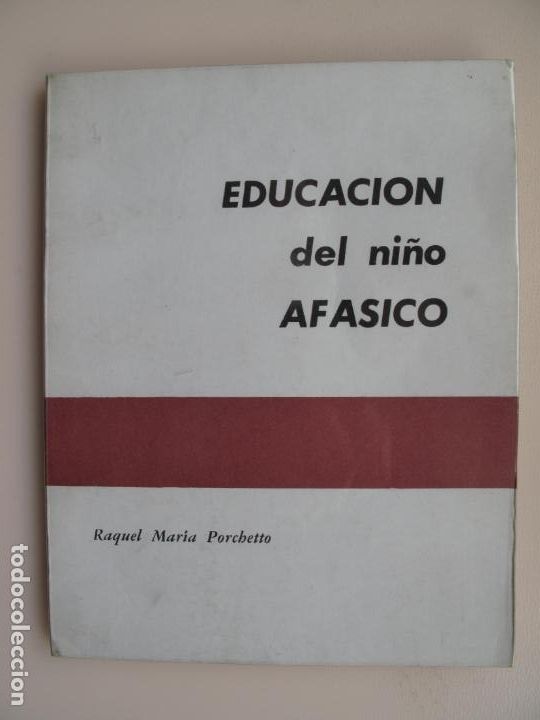 EDUCACION
del niño
AFASICO
Raquel Maria Porchetto
todocoleccion